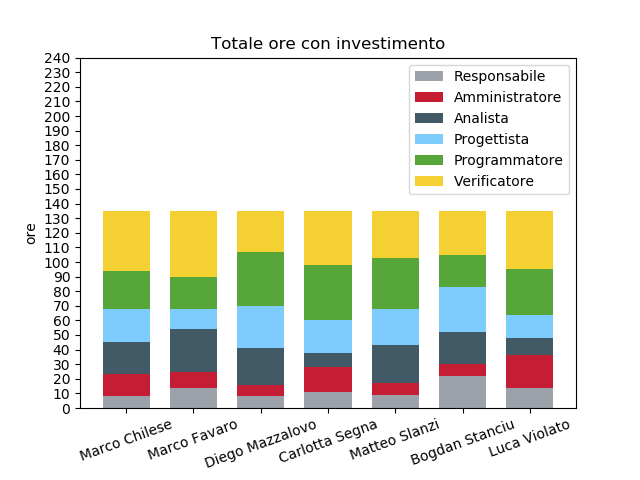 Totale ore con investimento
240
230
220
210
200
190
180
170
160
150
140
130
120
110
100
90
80
70
60
50
40
30
20
10
0
ore
Responsabile
Amministratore
Analista
Progettista
Programmatore
Verificatore
Marco Chilese
Marco Favaro
Diego Mazzalovo
Carlotta Segna
Matteo Slanzi
Bogdan Stanciu
Luca Violato